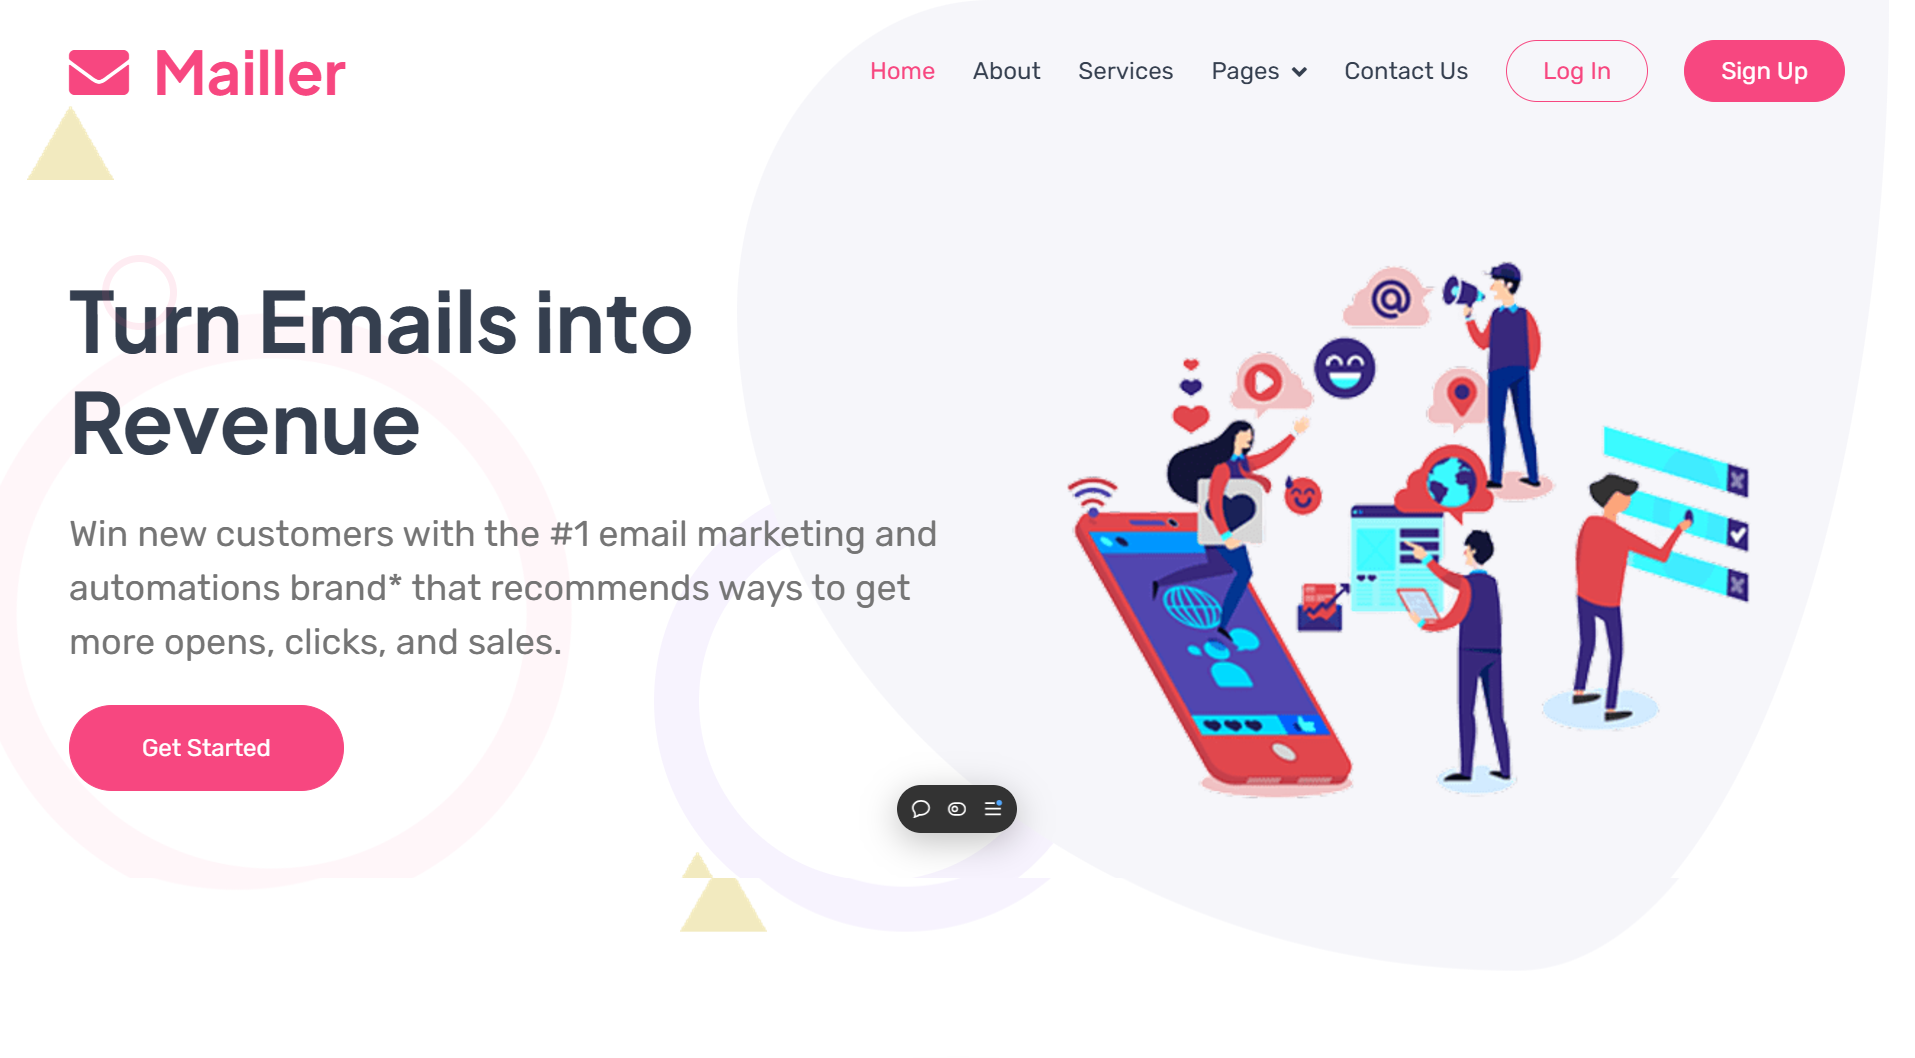 Mailler
Home About Services Pages Contact Us Log In Sign Up
Turn Emails into
Revenue
Win new customers with the #1 email marketing and
automations brand* that recommends ways to get
more opens, clicks, and sales.
Get Started